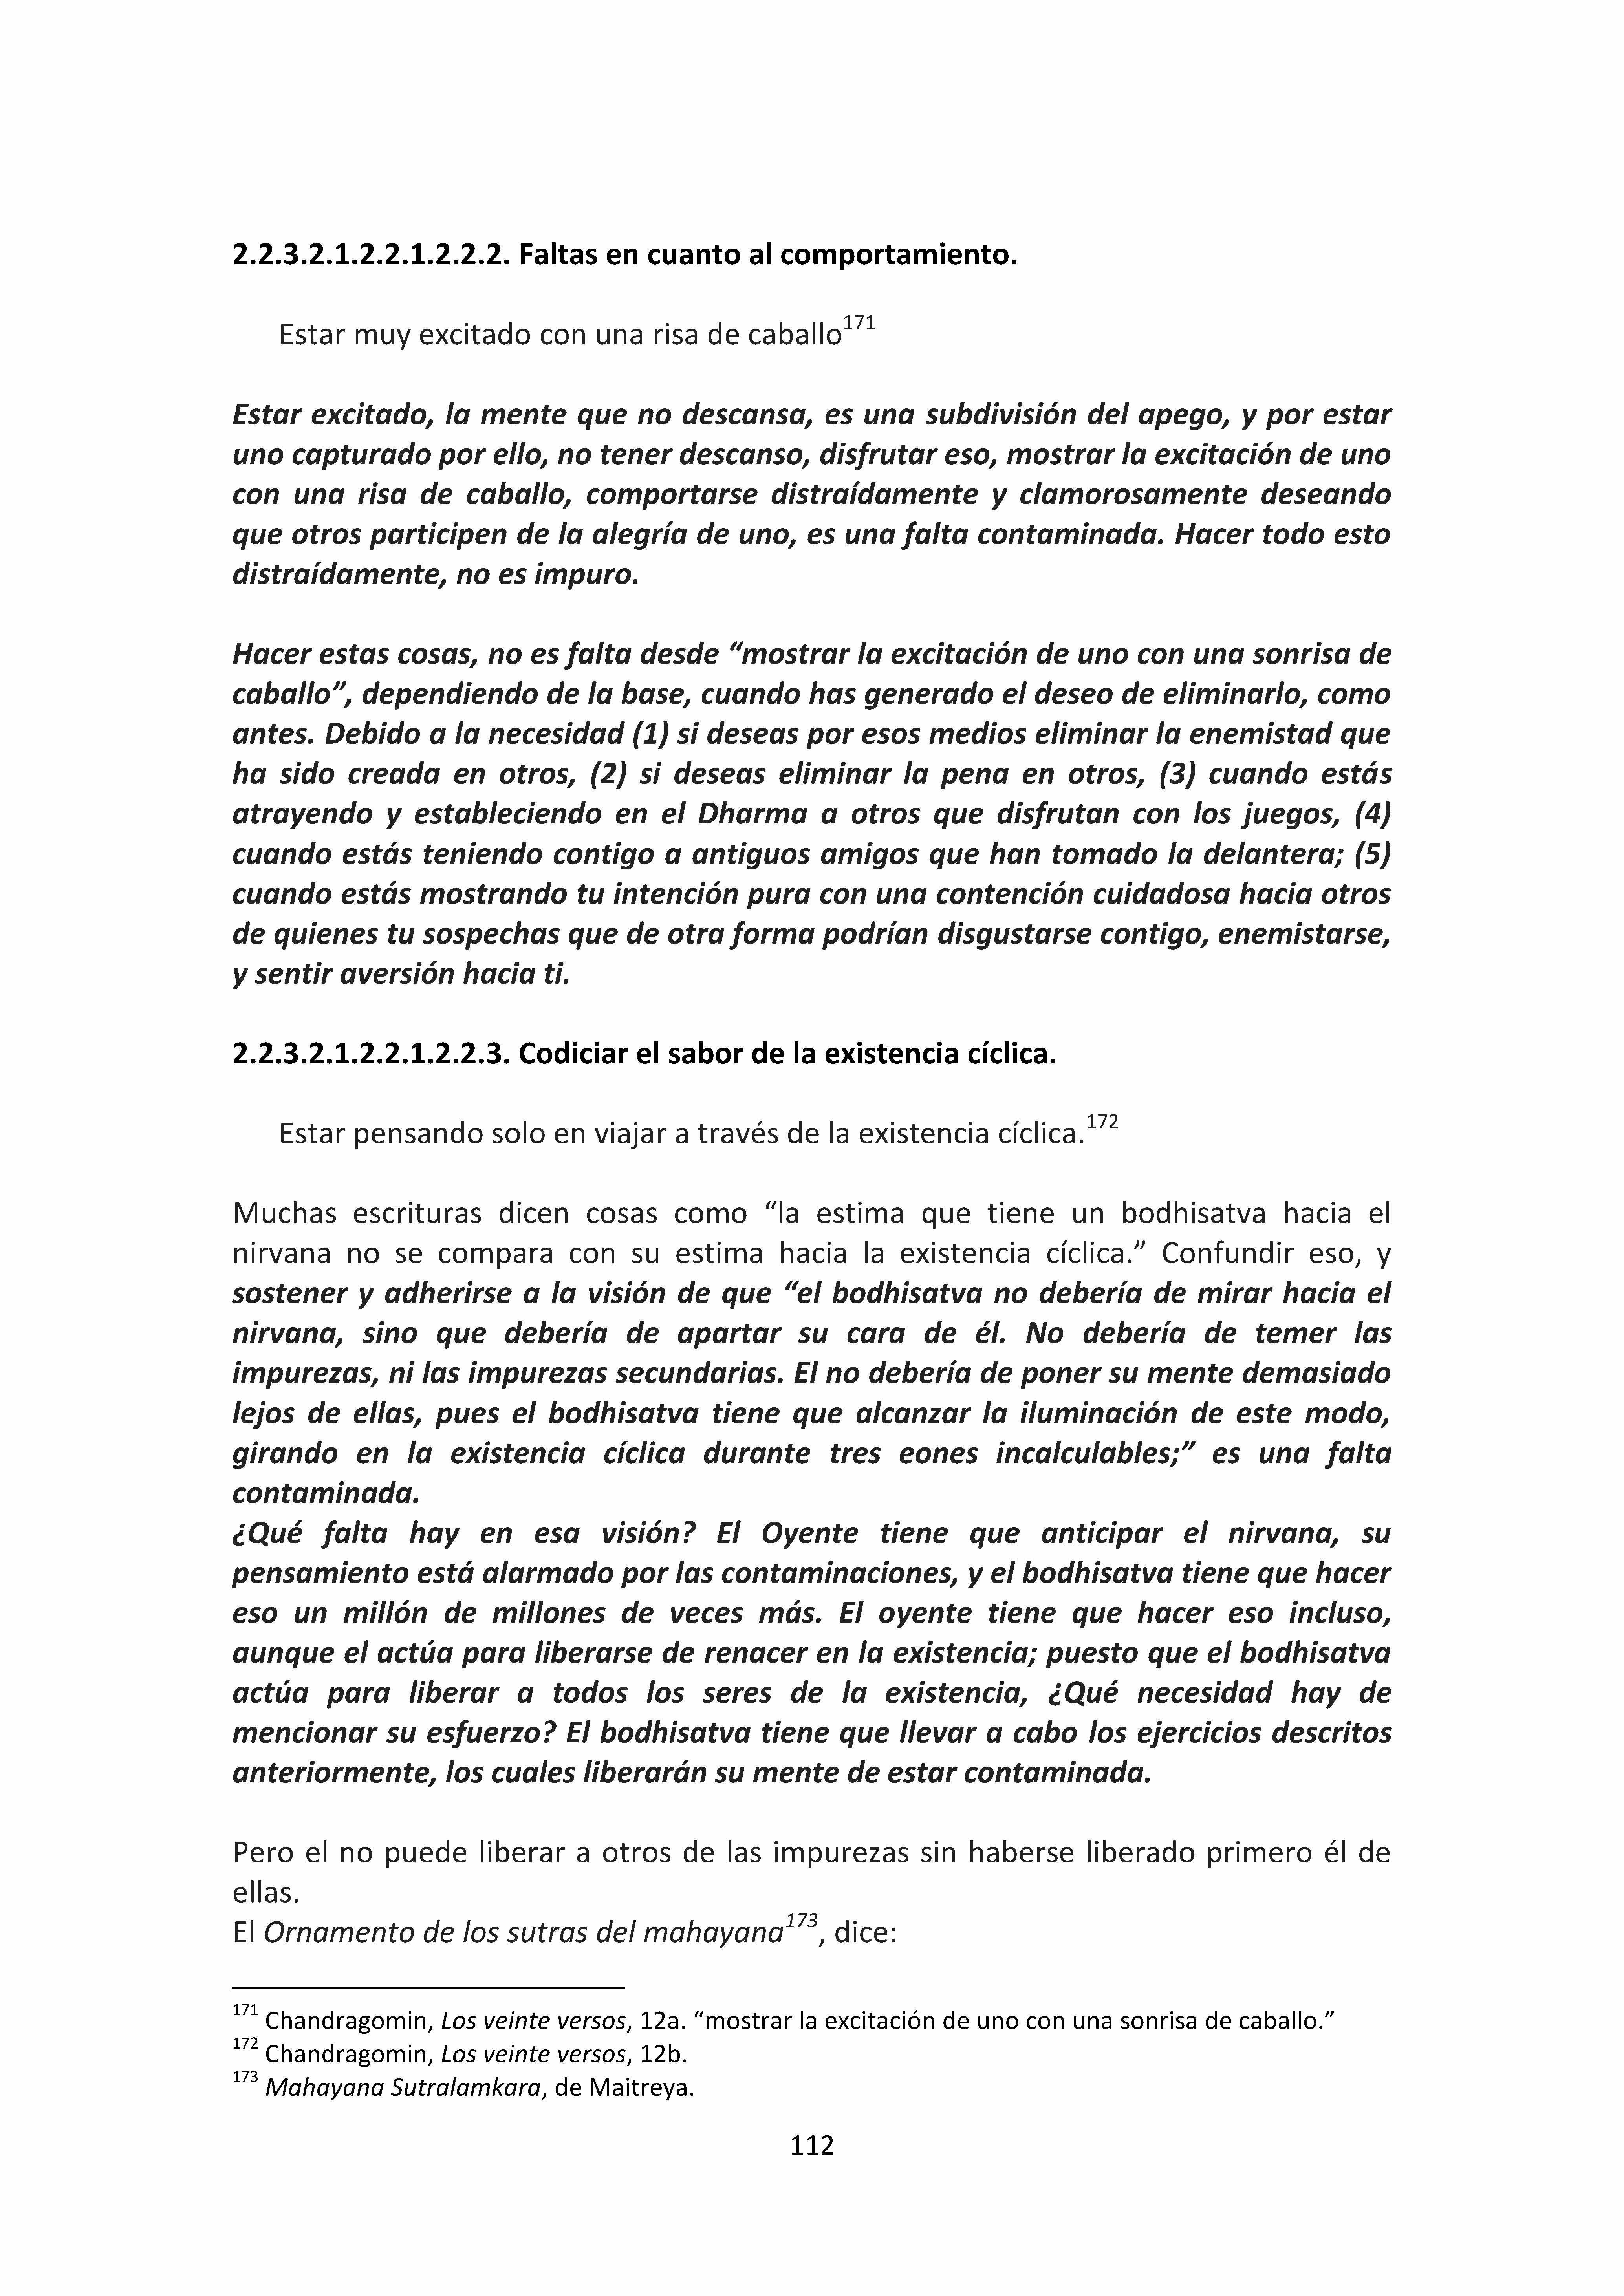 2.2.3.2.1.2.2.1.2.2.2. Faltas en cuanto al comportamiento.
Estar muy excitado con una risa de caballo171
Estar excitado, la mente que no descansa, es una subdivisión del apego, y por estar
uno capturado por ello, no tener descanso, disfrutar eso, mostrar la excitación de uno
con una risa de caballo, comportarse distraídamente y clamorosamente deseando
que otros participen de la alegría de uno, es una falta contaminada. Hacer todo esto
distraídamente, no es impuro.
Hacer estas cosas, no es falta desde “mostrar la excitación de uno con una sonrisa de
caballo”, dependiendo de la base, cuando has generado el deseo de eliminarlo, como
antes. Debido a la necesidad (1) si deseas por esos medios eliminar la enemistad que
ha sido creada en otros, (2) si deseas eliminar la pena en otros, (3) cuando estás
atrayendo y estableciendo en el Dharma a otros que disfrutan con los juegos, (4)
cuando estás teniendo contigo a antiguos amigos que han tomado la delantera; (5)
cuando estás mostrando tu intención pura con una contención cuidadosa hacia otros
de quienes tu sospechas que de otra forma podrían disgustarse contigo, enemistarse,
y sentir aversión hacia ti.
2.2.3.2.1.2.2.1.2.2.3. Codiciar el sabor de la existencia cíclica.
Estar pensando solo en viajar a través de la existencia cíclica.172
Muchas escrituras dicen cosas como “la estima que tiene un bodhisatva hacia el
nirvana no se compara con su estima hacia la existencia cíclica.” Confundir eso, y
sostener y adherirse a la visión de que “el bodhisatva no debería de mirar hacia el
nirvana, sino que debería de apartar su cara de él. No debería de temer las
impurezas, ni las impurezas secundarias. El no debería de poner su mente demasiado
lejos de ellas, pues el bodhisatva tiene que alcanzar la iluminación de este modo,
girando en la existencia cíclica durante tres eones incalculables;” es una falta
contaminada.
¿Qué falta hay en esa visión? El Oyente tiene que anticipar el nirvana, su
pensamiento está alarmado por las contaminaciones, y el bodhisatva tiene que hacer
eso un millón de millones de veces más. El oyente tiene que hacer eso incluso,
aunque el actúa para liberarse de renacer en la existencia; puesto que el bodhisatva
actúa para liberar a todos los seres de la existencia, ¿Qué necesidad hay de
mencionar su esfuerzo? El bodhisatva tiene que llevar a cabo los ejercicios descritos
anteriormente, los cuales liberarán su mente de estar contaminada.
Pero el no puede liberar a otros de las impurezas sin haberse liberado primero él de
ellas.
El Ornamento de los sutras del mahayana173, dice:
171 Chandragomin, Los veinte versos, 12a. “mostrar la excitación de uno con una sonrisa de caballo.”
172 Chandragomin, Los veinte versos, 12b.
173 Mahayana Sutralamkara, de Maitreya.
112